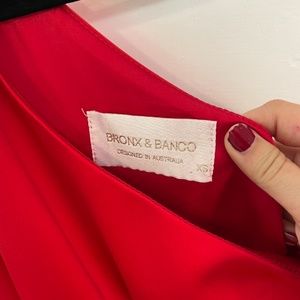 BRONX & BANCO
DESIGNED IN AUSTRALIA
XS